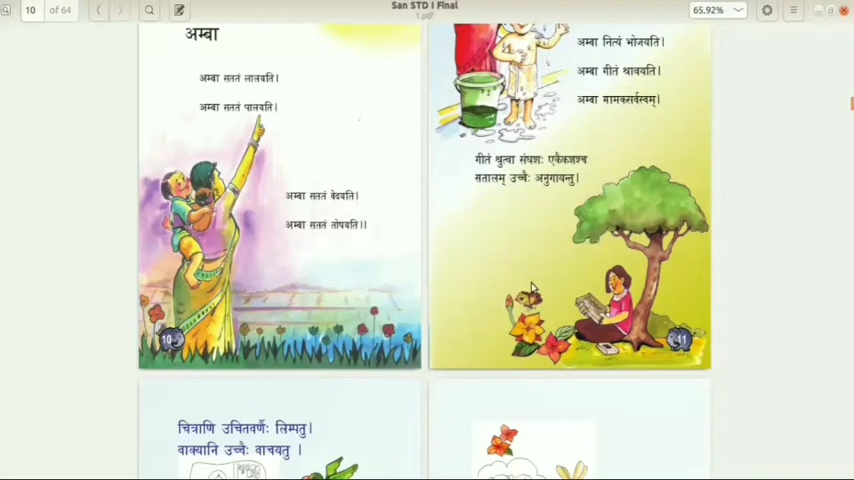 10 of 64
San STD I Final
1.pdf
65.92%
अम्बा
अम्बा सततं लालयति।
अम्बा सततं पालयति।
अम्बा सततं वेदयति।
अम्बा सततं तोषयति।।
10
अम्बा नित्यं भोजयति।
अम्बा गीतं श्रावयति।
अम्बा मामकसर्वस्वम्।
गीतं श्रुत्वा संघशः एकैकशश्च
सतालम् उच्चैः अनुगायन्तु।
11
चित्राणि उचितवर्णैः लिम्पतु।
वाक्यानि उच्चैः वाचयतु ।